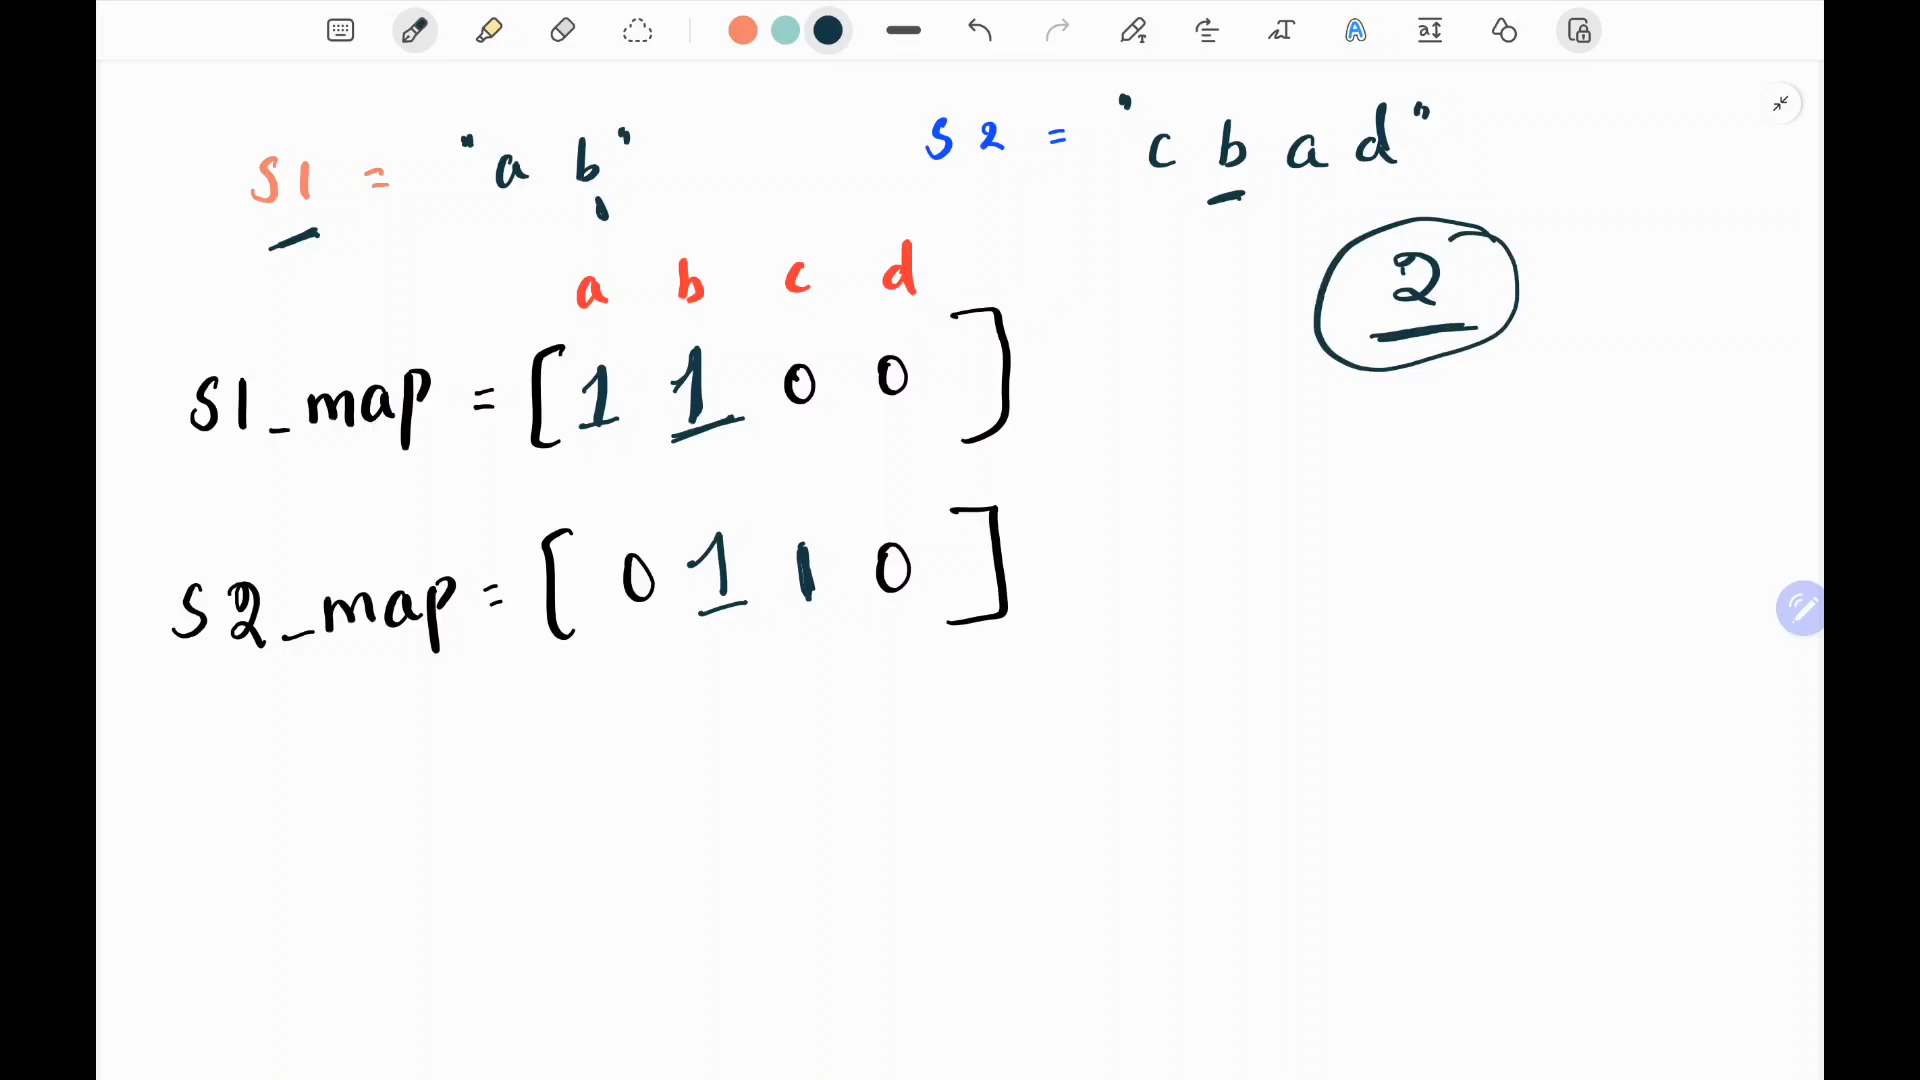 S1 = "a b"
S2 = "c b a d"
2
a b c d
S1_map = [1 1 0 0]
S2_map = [0 1 1 0]